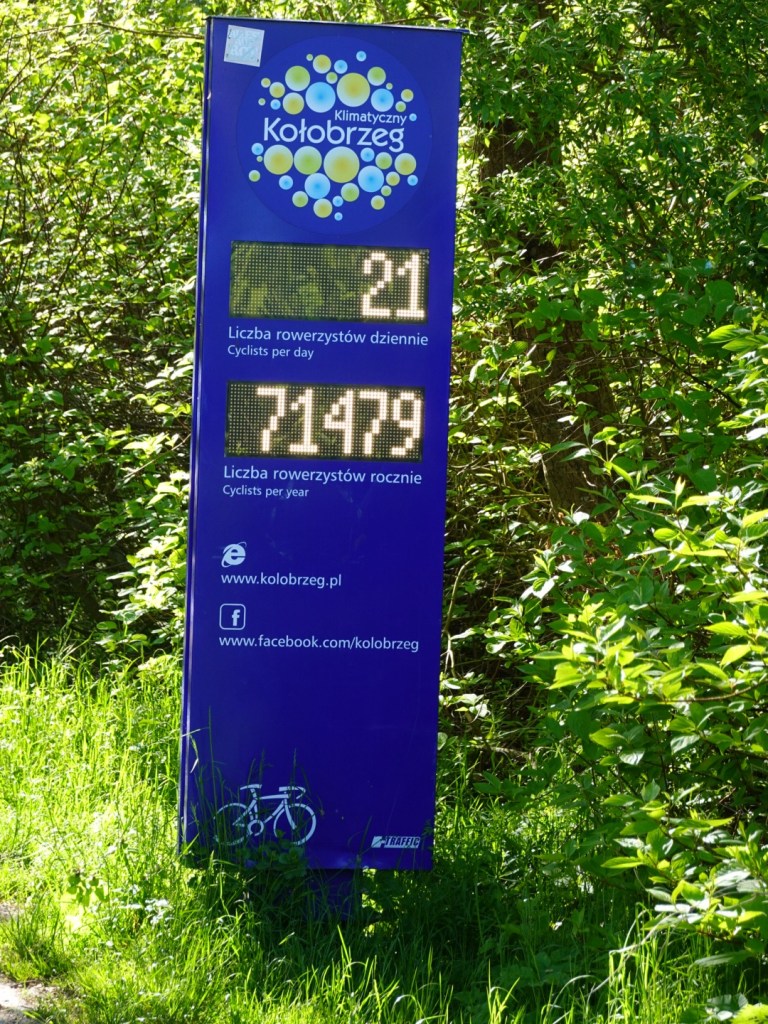 Klimatyczny
Kołobrzeg
21
Liczba rowerzystów dziennie
Cyclists per day
71479
Liczba rowerzystów rocznie
Cyclists per year
www.kolobrzeg.pl
www.facebook.com/kolobrzeg
TRAFFIC